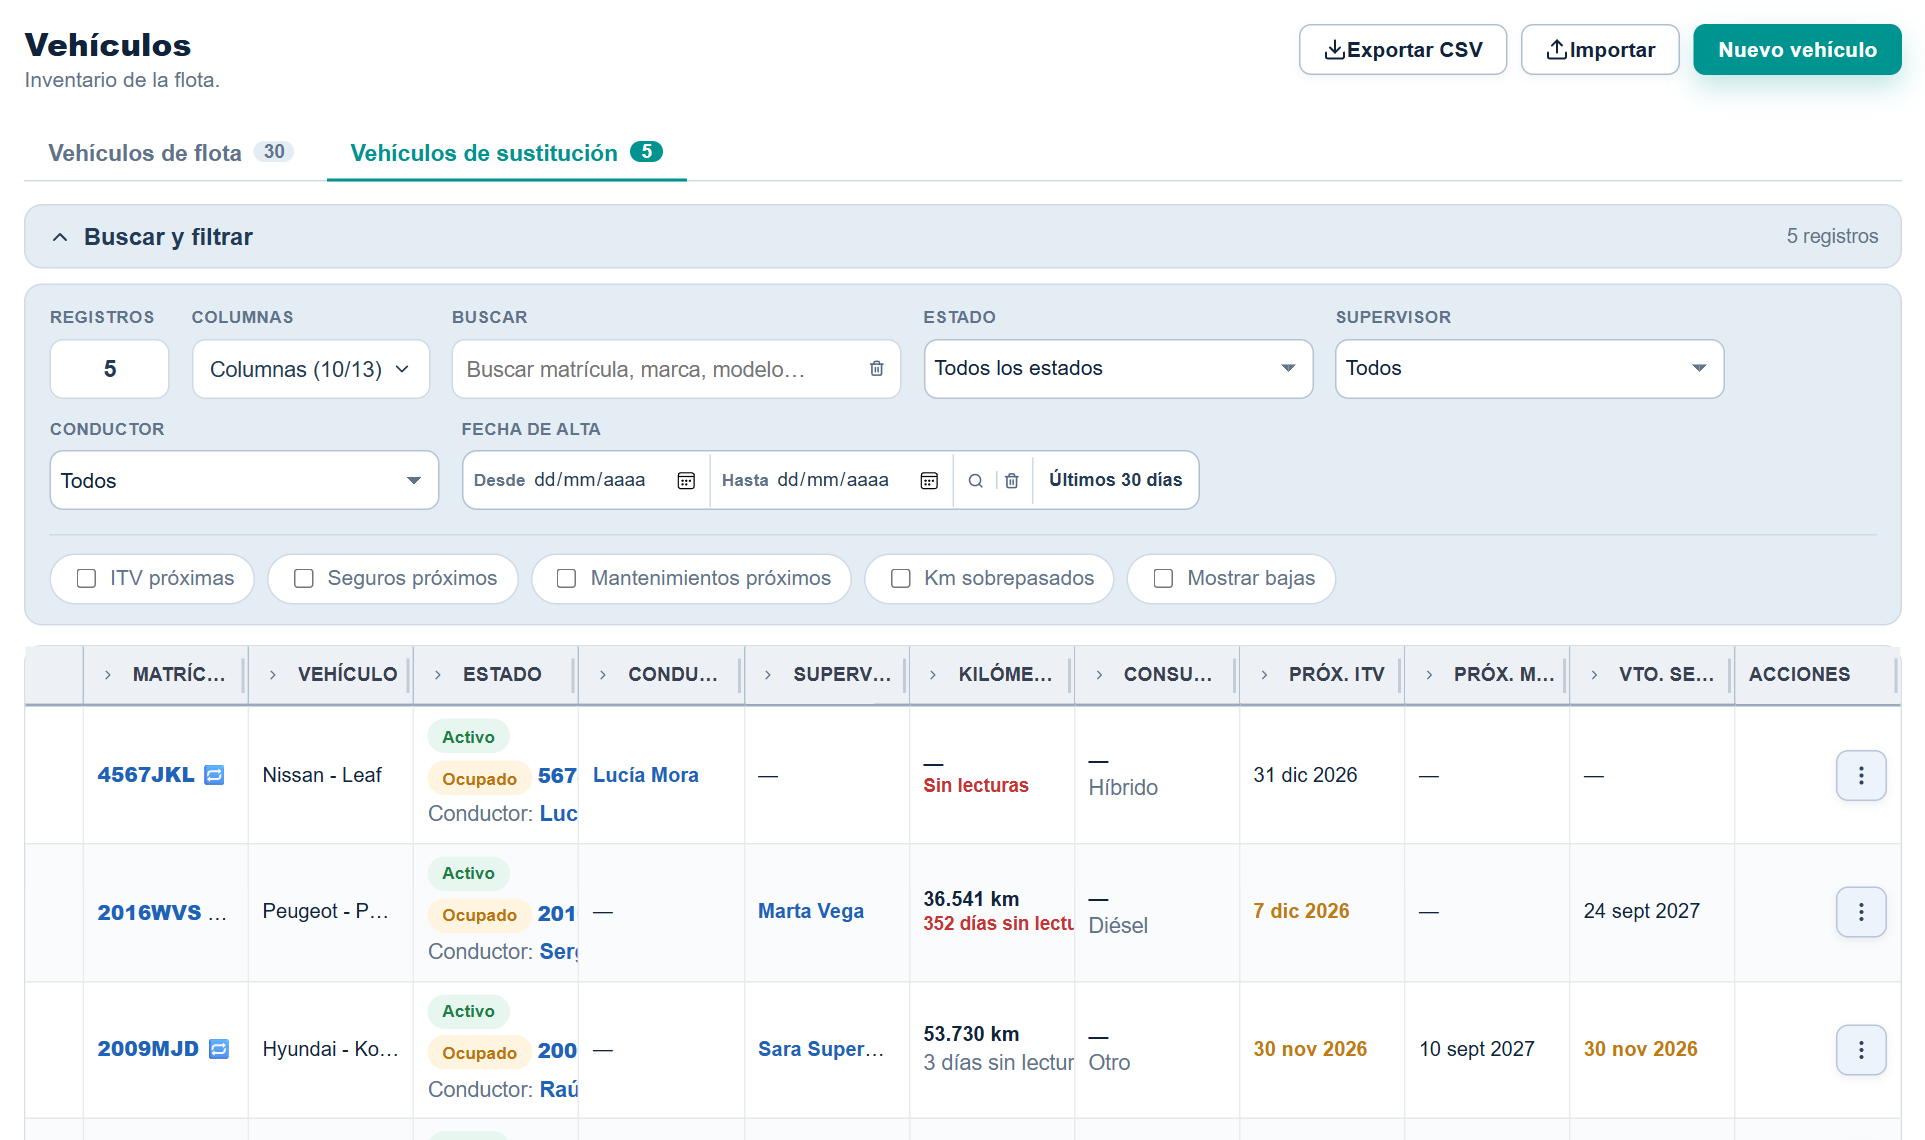 Vehículos
Inventario de la flota.
Exportar CSV
Importar
Nuevo vehículo
Vehículos de flota 30
Vehículos de sustitución 5
Buscar y filtrar
5 registros
REGISTROS
COLUMNAS
BUSCAR
ESTADO
SUPERVISOR
5
Columnas (10/13)
Buscar matrícula, marca, modelo…
Todos los estados
Todos
CONDUCTOR
FECHA DE ALTA
Todos
Desde dd/mm/aaaa
Hasta dd/mm/aaaa
Últimos 30 días
ITV próximas
Seguros próximos
Mantenimientos próximos
Km sobrepasados
Mostrar bajas
MATRÍC…
VEHÍCULO
ESTADO
CONDU…
SUPERV…
KILÓME…
CONSU…
PRÓX. ITV
PRÓX. M…
VTO. SE…
ACCIONES
4567JKL
Nissan - Leaf
Activo
Ocupado 567
Conductor: Luc
Lucía Mora
—
—
Sin lecturas
—
Híbrido
31 dic 2026
—
—
2016WVS …
Peugeot - P…
Activo
Ocupado 201
Conductor: Serg
—
Marta Vega
36.541 km
352 días sin lectu
—
Diésel
7 dic 2026
—
24 sept 2027
2009MJD
Hyundai - Ko…
Activo
Ocupado 200
Conductor: Raú
—
Sara Super…
53.730 km
3 días sin lectur
—
Otro
30 nov 2026
10 sept 2027
30 nov 2026